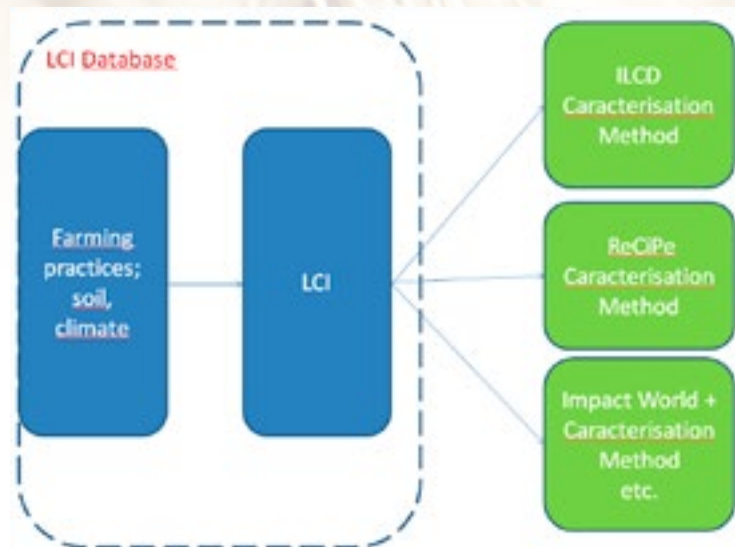 LCI Database
Farming
practices;
soil,
climate
LCI
ILCD
Caracterisation
Method
ReCiPe
Caracterisation
Method
Impact World +
Caracterisation
Method
etc.